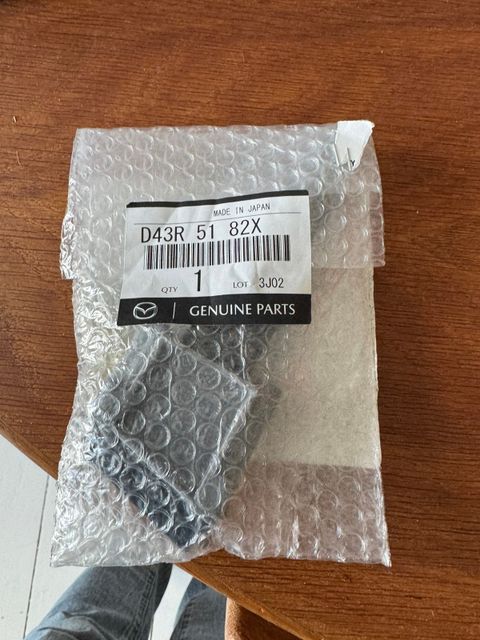 MADE IN JAPAN
D43R 51 82X
QTY 1 LOT 3J02
GENUINE PARTS